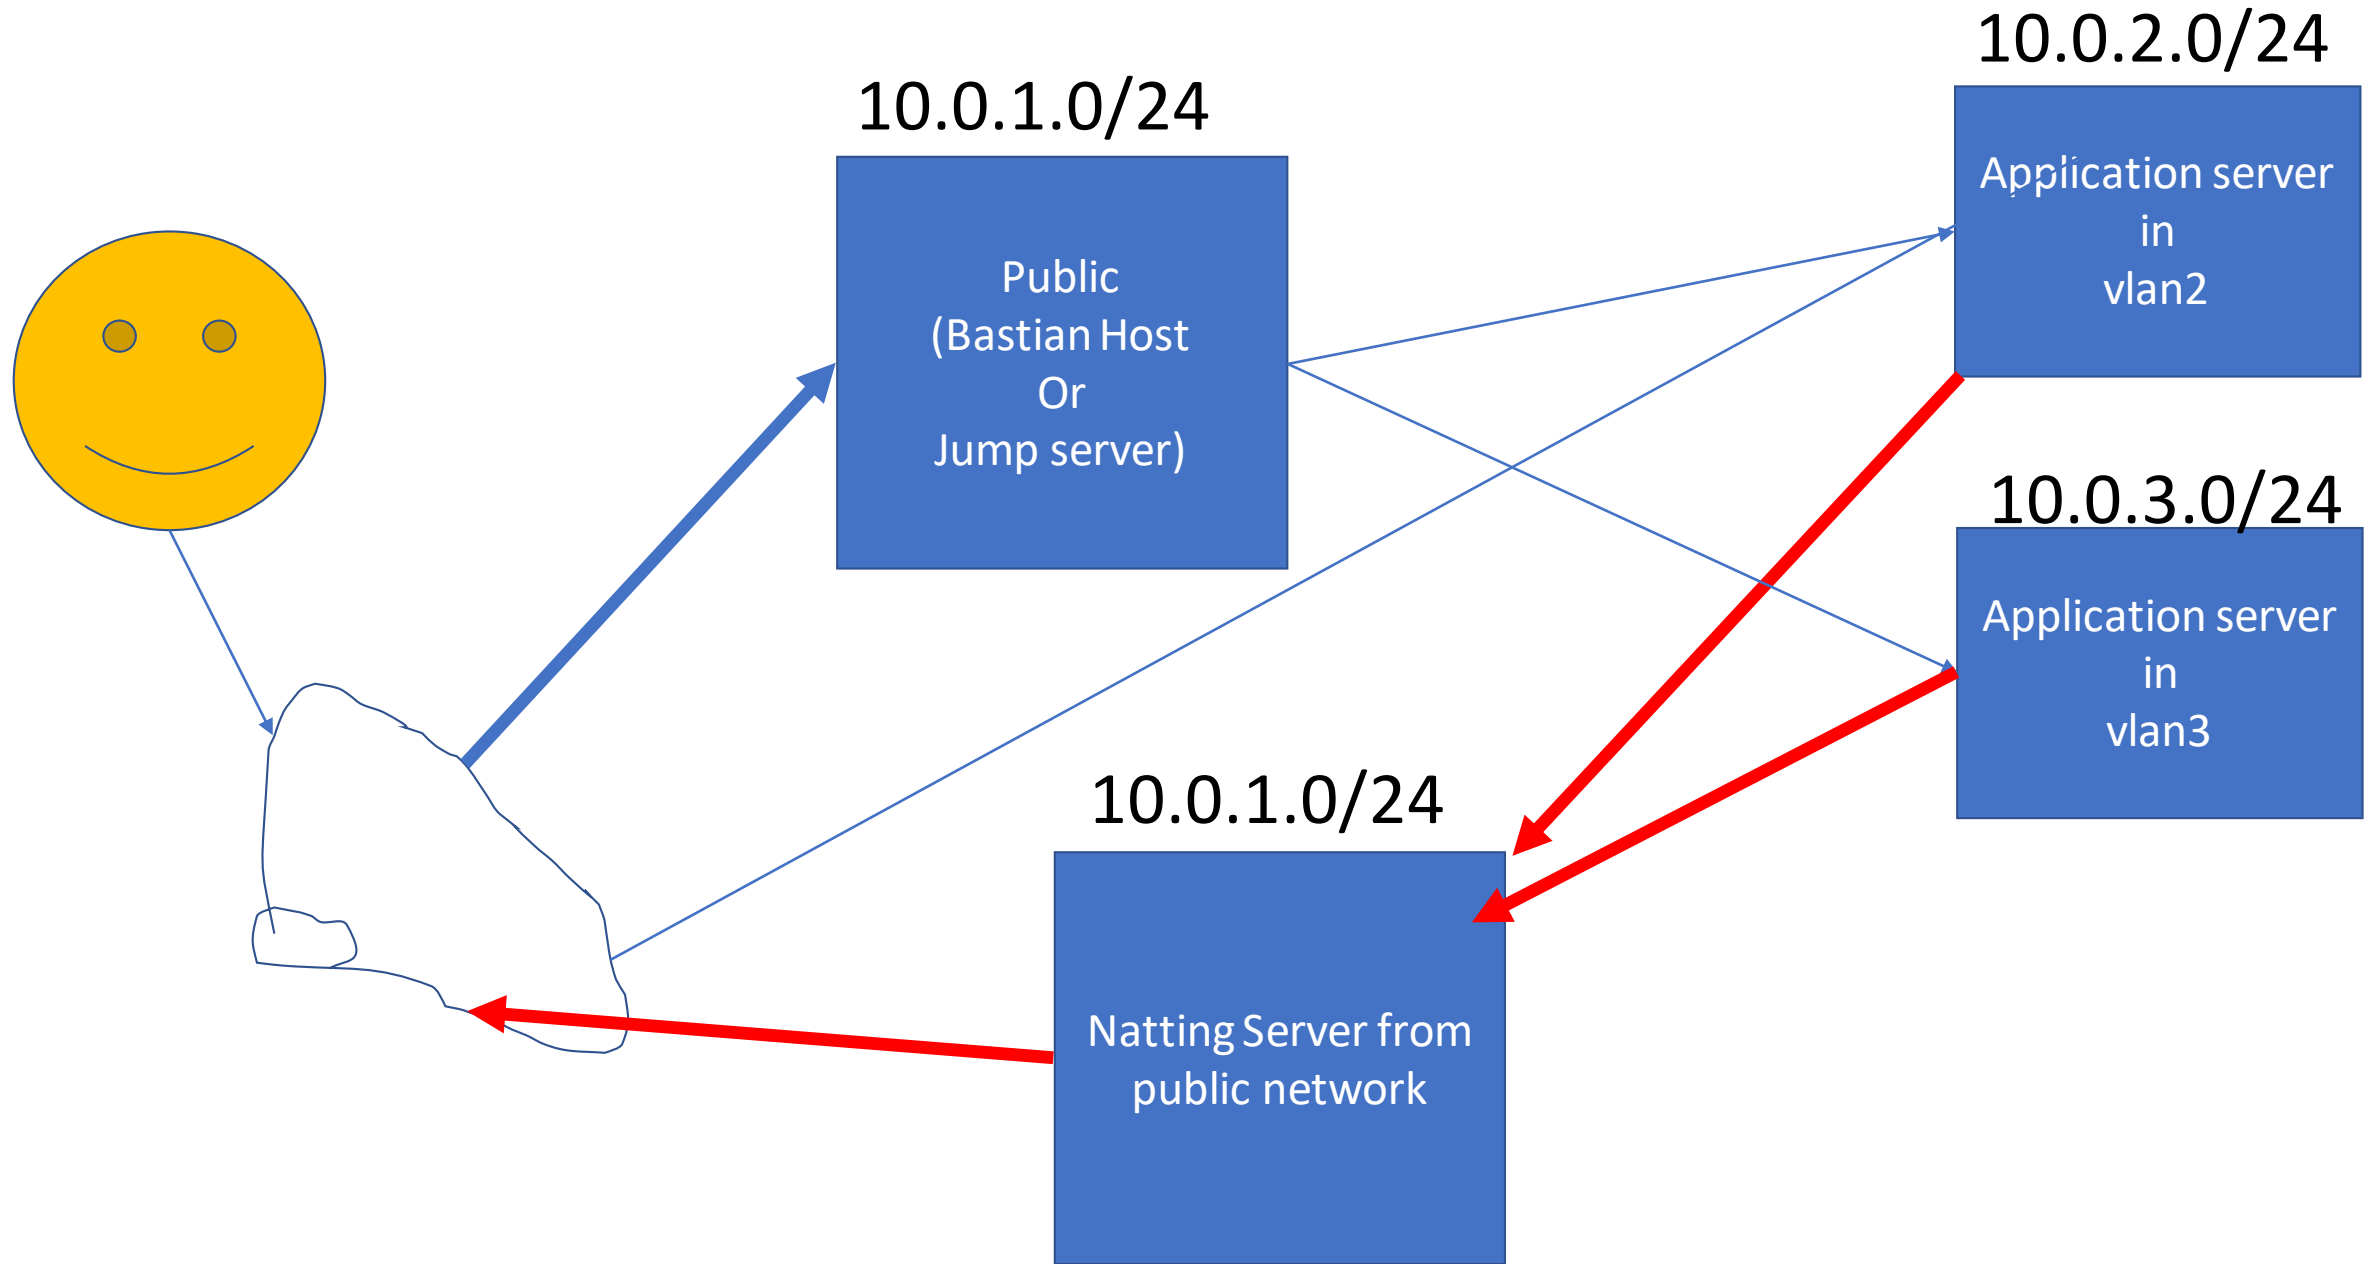 10.0.1.0/24
Public
(Bastian Host
Or
Jump server)
10.0.2.0/24
Application server
in
vlan2
10.0.3.0/24
Application server
in
vlan3
10.0.1.0/24
Natting Server from
public network